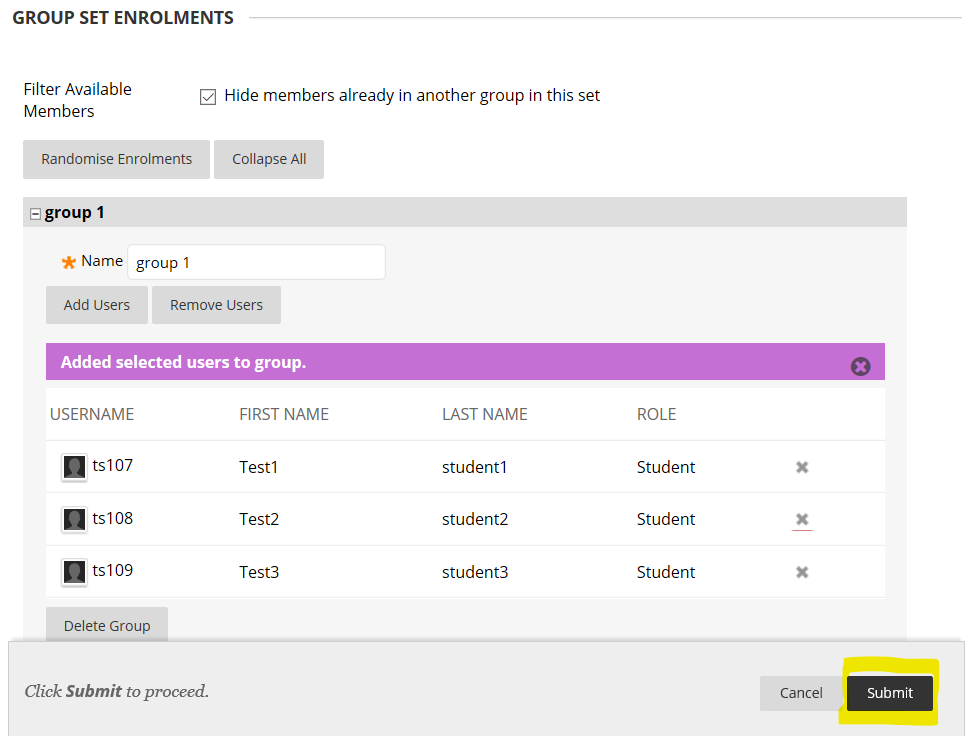 GROUP SET ENROLMENTS
Filter Available
Members
Hide members already in another group in this set
Randomise Enrolments Collapse All
group 1
Name group 1
Add Users Remove Users
Added selected users to group.
USERNAME FIRST NAME LAST NAME ROLE
ts107 Test1 student1 Student
ts108 Test2 student2 Student
ts109 Test3 student3 Student
Delete Group
Click Submit to proceed.
Cancel Submit